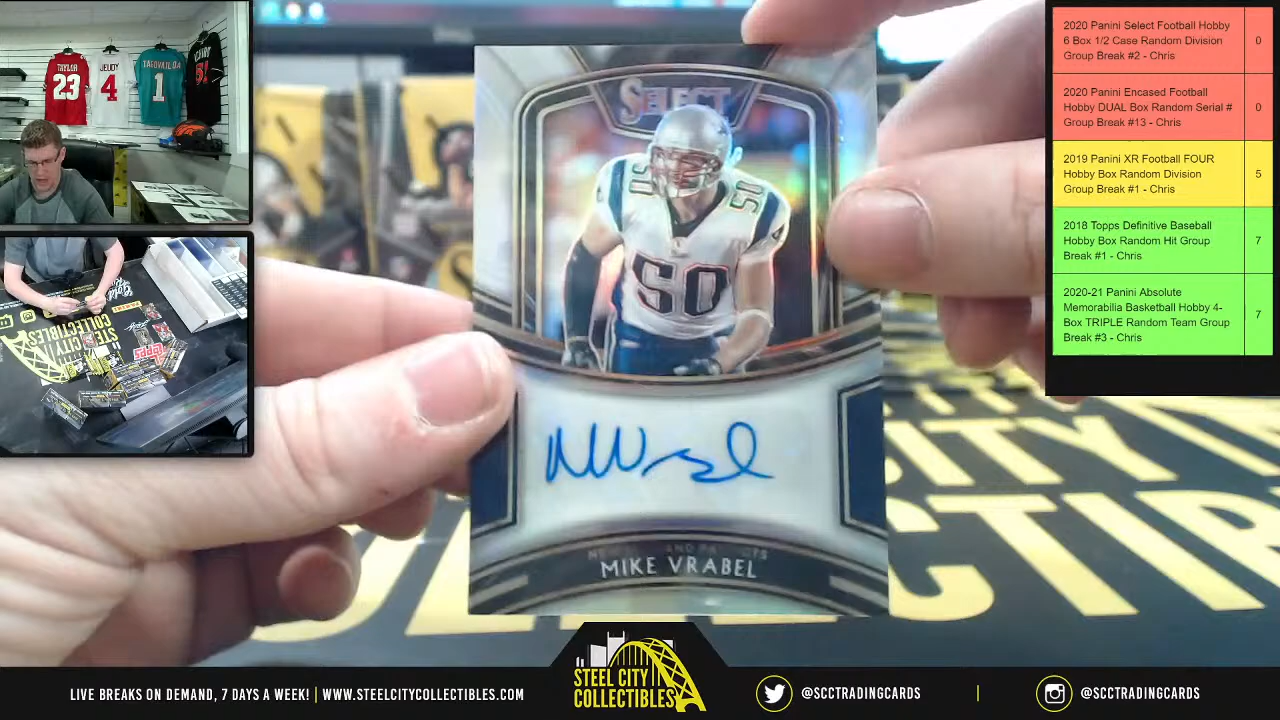 TAYLOR
23
JEUDY
4
TAGOVAILOA
1
SELECT
50
50
50
MIKE VRABEL
2020 Panini Select Football Hobby
6 Box 1/2 Case Random Division
Group Break #2 - Chris
0
2020 Panini Encased Football
Hobby DUAL Box Random Serial #
Group Break #13 - Chris
0
2019 Panini XR Football FOUR
Hobby Box Random Division
Group Break #1 - Chris
5
2018 Topps Definitive Baseball
Hobby Box Random Hit Group
Break #1 - Chris
7
2020-21 Panini Absolute
Memorabilia Basketball Hobby 4-
Box TRIPLE Random Team Group
Break #3 - Chris
7
STEEL CITY
COLLECTIBLES
LIVE BREAKS ON DEMAND, 7 DAYS A WEEK! | WWW.STEELCITYCOLLECTIBLES.COM
STEEL CITY
COLLECTIBLES
@SCCTRADINGCARDS
@SCCTRADINGCARDS